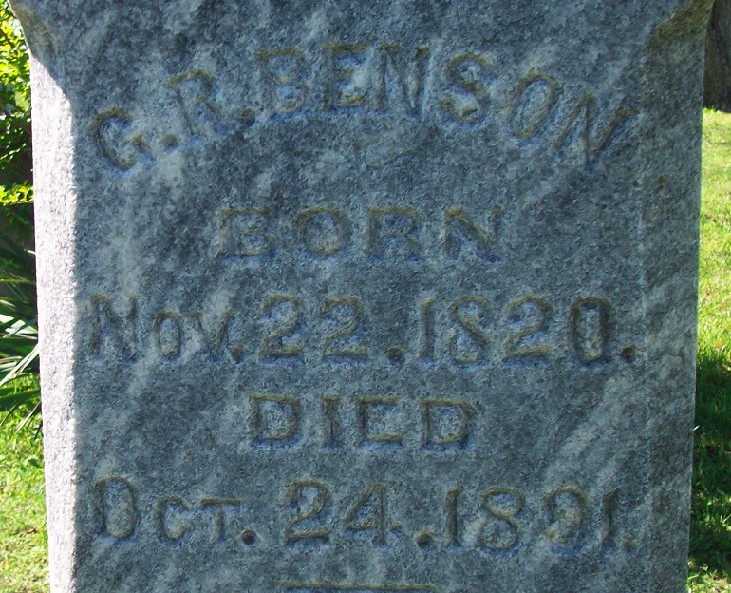 G.R.BENSON
BORN
NOV.22.1820.
DIED
OCT.24.1891.